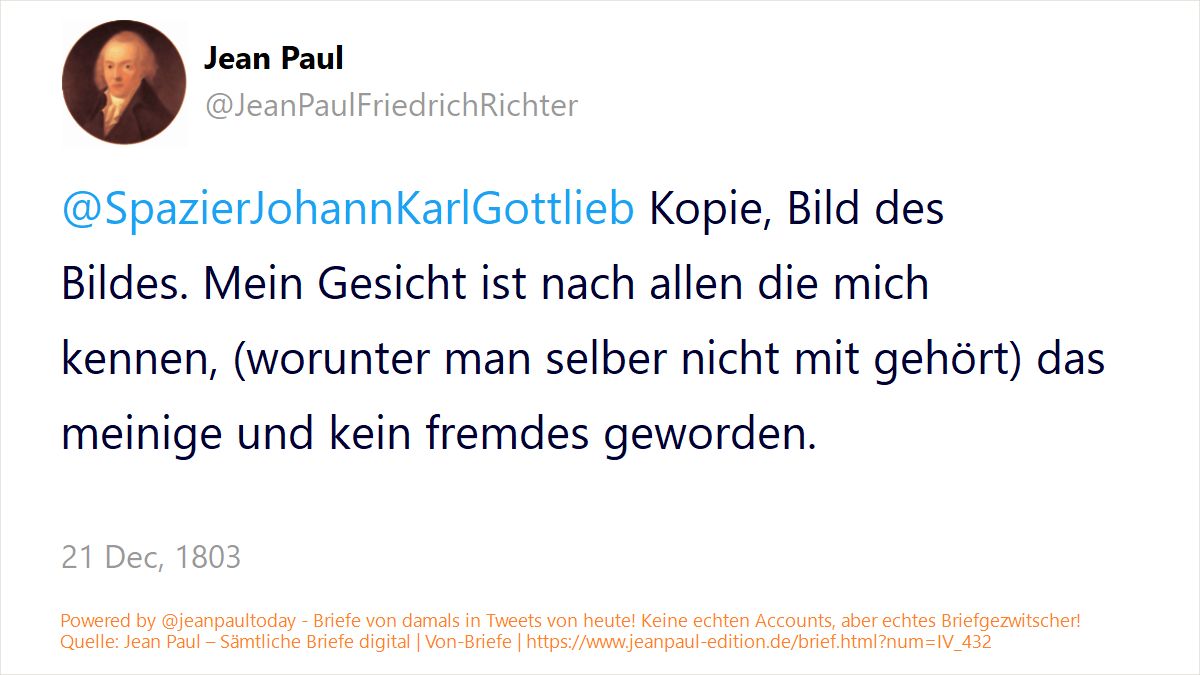 Jean Paul
@JeanPaulFriedrichRichter
@SpazierJohannKarlGottlieb Kopie, Bild des
Bildes. Mein Gesicht ist nach allen die mich
kennen, (worunter man selber nicht mit gehört) das
meinige und kein fremdes geworden.
21 Dec, 1803
Powered by @jeanpaultoday - Briefe von damals in Tweets von heute! Keine echten Accounts, aber echtes Briefgezwitscher!
Quelle: Jean Paul – Sämtliche Briefe digital | Von-Briefe | https://www.jeanpaul-edition.de/brief.html?num=IV_432